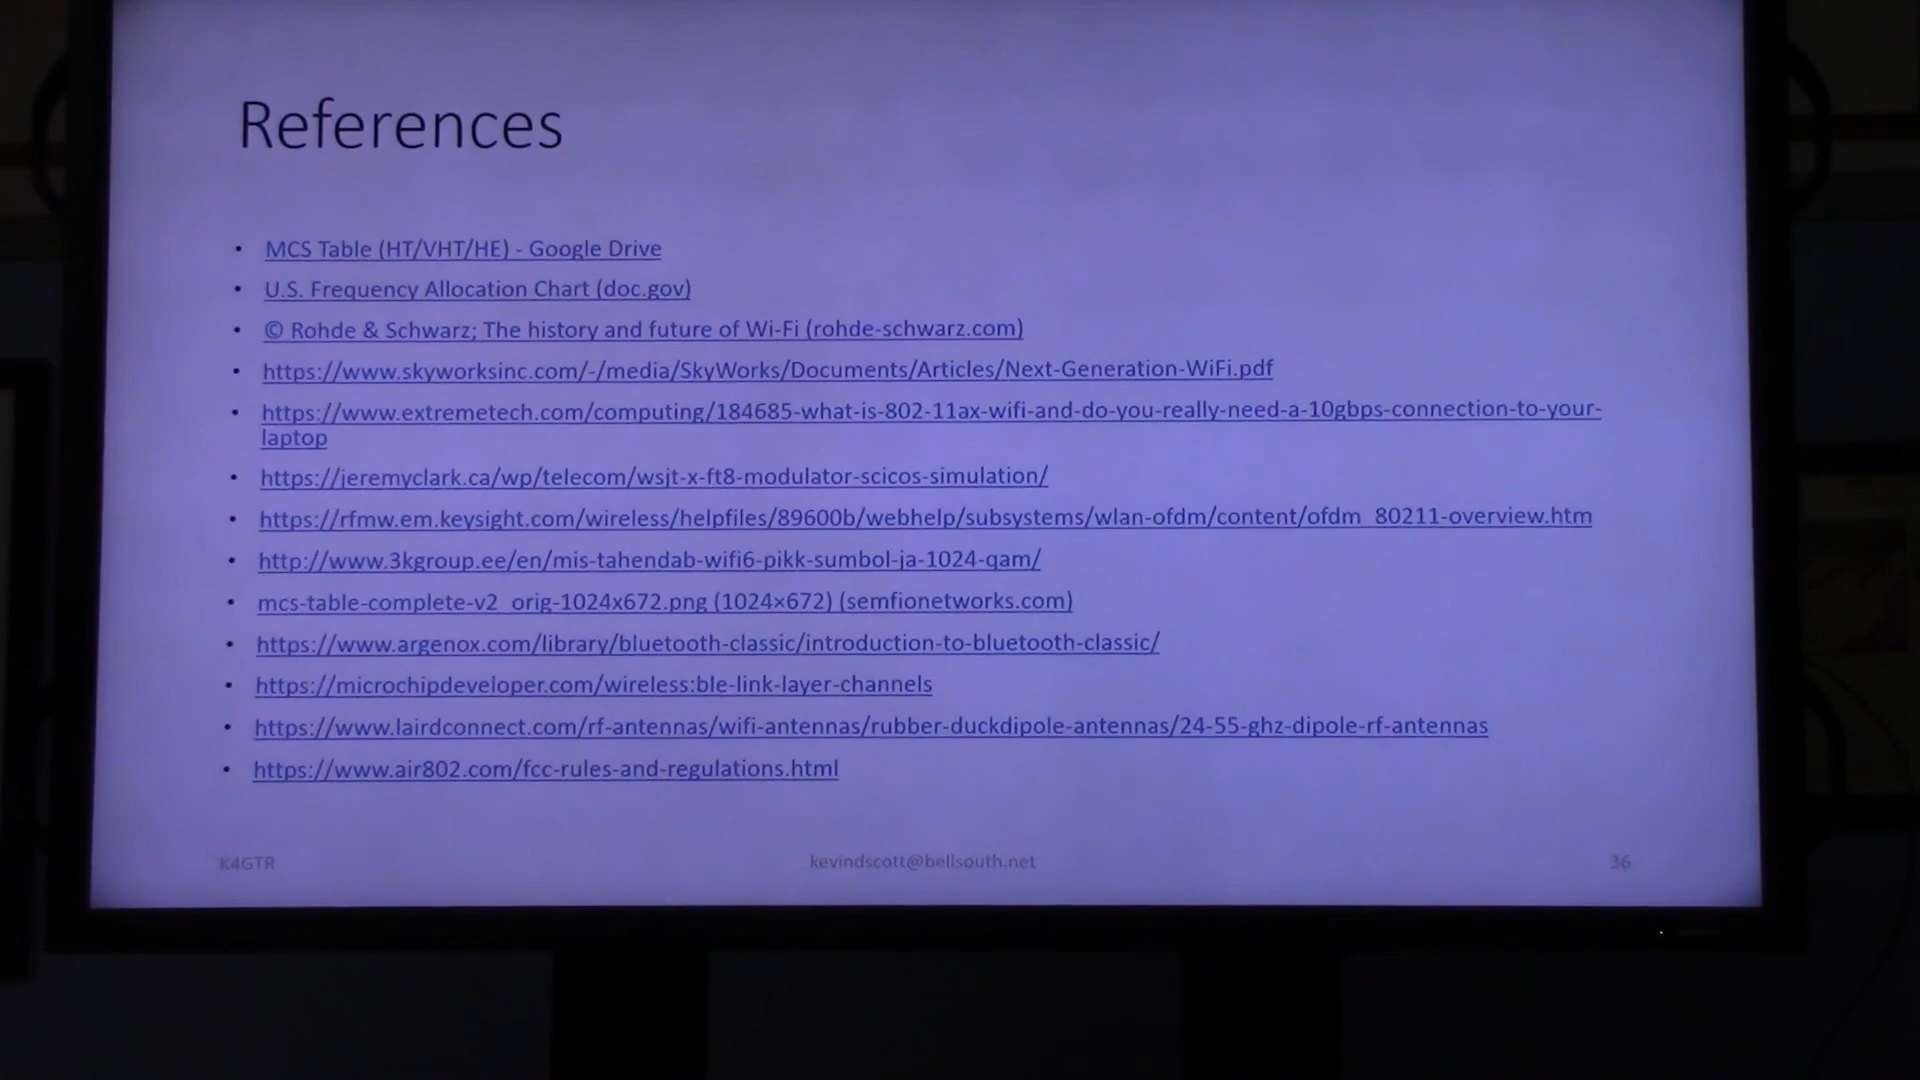 References
• MCS Table (HT/VHT/HE) - Google Drive
• U.S. Frequency Allocation Chart (doc.gov)
• © Rohde & Schwarz; The history and future of Wi-Fi (rohde-schwarz.com)
• https://www.skyworksinc.com/-/media/SkyWorks/Documents/Articles/Next-Generation-WiFi.pdf
• https://www.extremetech.com/computing/184685-what-is-802-11ax-wifi-and-do-you-really-need-a-10gbps-connection-to-your-
laptop
• https://jeremyclark.ca/wp/telecom/wsjt-x-ft8-modulator-scicos-simulation/
• https://rfmw.em.keysight.com/wireless/helpfiles/89600b/webhelp/subsystems/wlan-ofdm/content/ofdm_80211-overview.htm
• http://www.3kgroup.ee/en/mis-tahendab-wifi6-pikk-sumbol-ja-1024-qam/
• mcs-table-complete-v2_orig-1024x672.png (1024×672) (semfionetworks.com)
• https://www.argenox.com/library/bluetooth-classic/introduction-to-bluetooth-classic/
• https://microchipdeveloper.com/wireless:ble-link-layer-channels
• https://www.lairdconnect.com/rf-antennas/wifi-antennas/rubber-duckdipole-antennas/24-55-ghz-dipole-rf-antennas
• https://www.air802.com/fcc-rules-and-regulations.html
K4GTR kevindscott@bellsouth.net 36